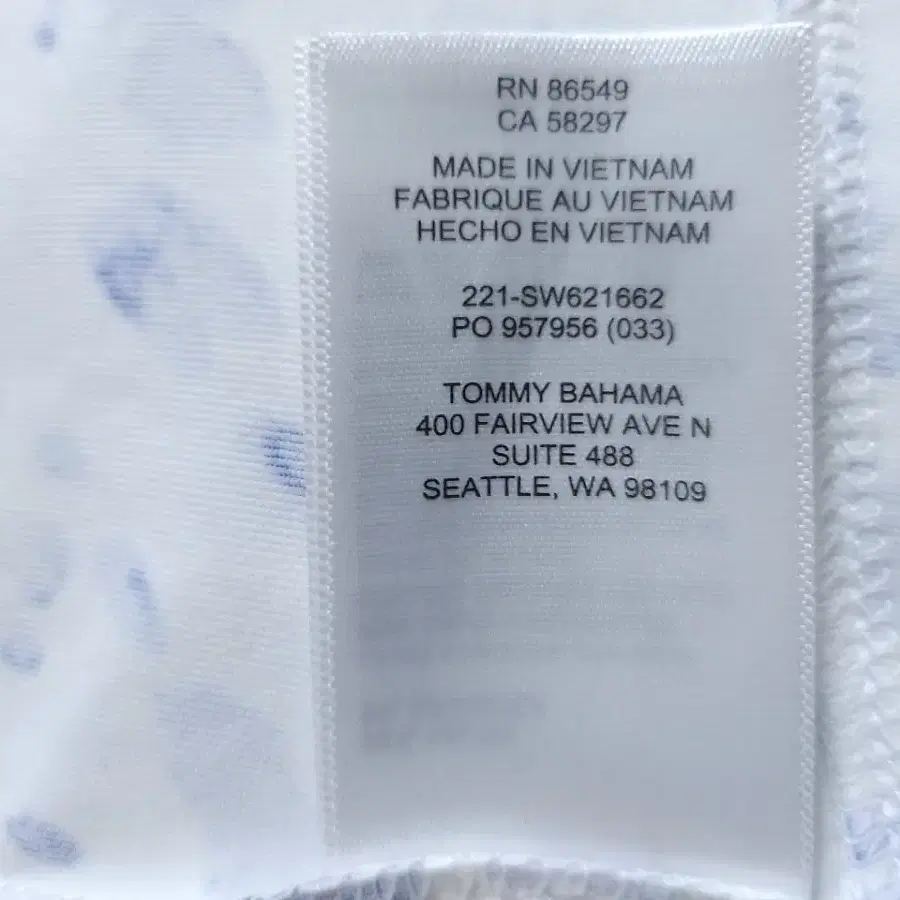 RN 86549
CA 58297
MADE IN VIETNAM
FABRIQUE AU VIETNAM
HECHO EN VIETNAM
221-SW621662
PO 957956 (033)
TOMMY BAHAMA
400 FAIRVIEW AVE N
SUITE 488
SEATTLE, WA 98109